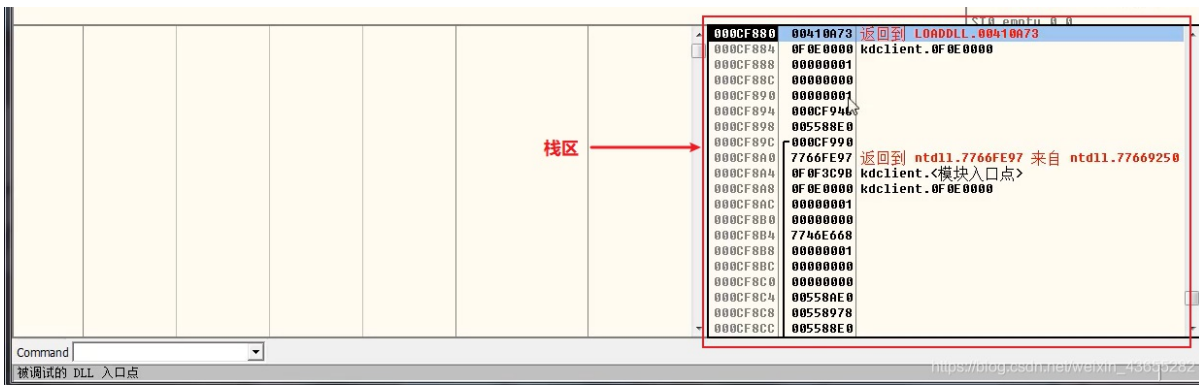 ST0 empty 0.0
000CF880 00410A73 返回到 LOADDLL.00410A73
000CF884 0F0E0000 kdclient.0F0E0000
000CF888 00000001
000CF88C 00000000
000CF890 00000001
000CF894 000CF940
000CF898 005588E0
000CF89C 000CF990
栈区
000CF8A0 7766FE97 返回到 ntdll.7766FE97 来自 ntdll.77669250
000CF8A4 0F0F3C9B kdclient.<模块入口点>
000CF8A8 0F0E0000 kdclient.0F0E0000
000CF8AC 00000001
000CF8B0 00000000
000CF8B4 7746E668
000CF8B8 00000001
000CF8BC 00000000
000CF8C0 00000000
000CF8C4 00558AE0
000CF8C8 00558978
000CF8CC 005588E0
Command
被调试的 DLL 入口点
https://blog.csdn.net/weixin_43655282